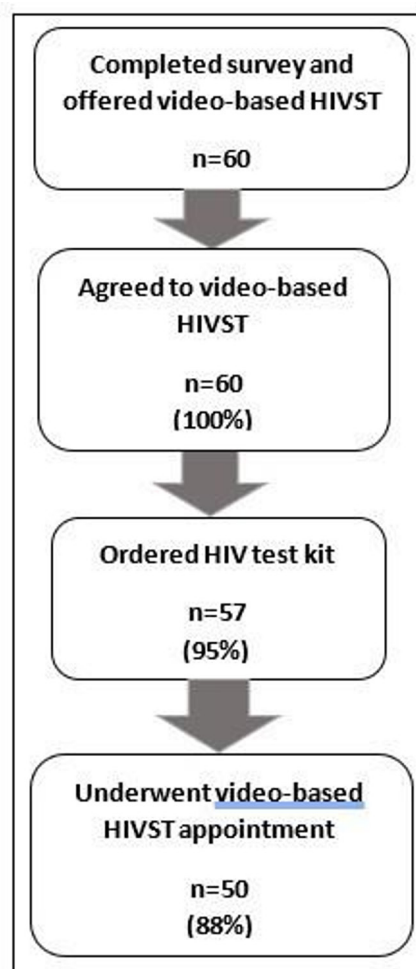 Completed survey and
offered video-based HIVST
n=60
Agreed to video-based
HIVST
n=60
(100%)
Ordered HIV test kit
n=57
(95%)
Underwent video-based
HIVST appointment
n=50
(88%)